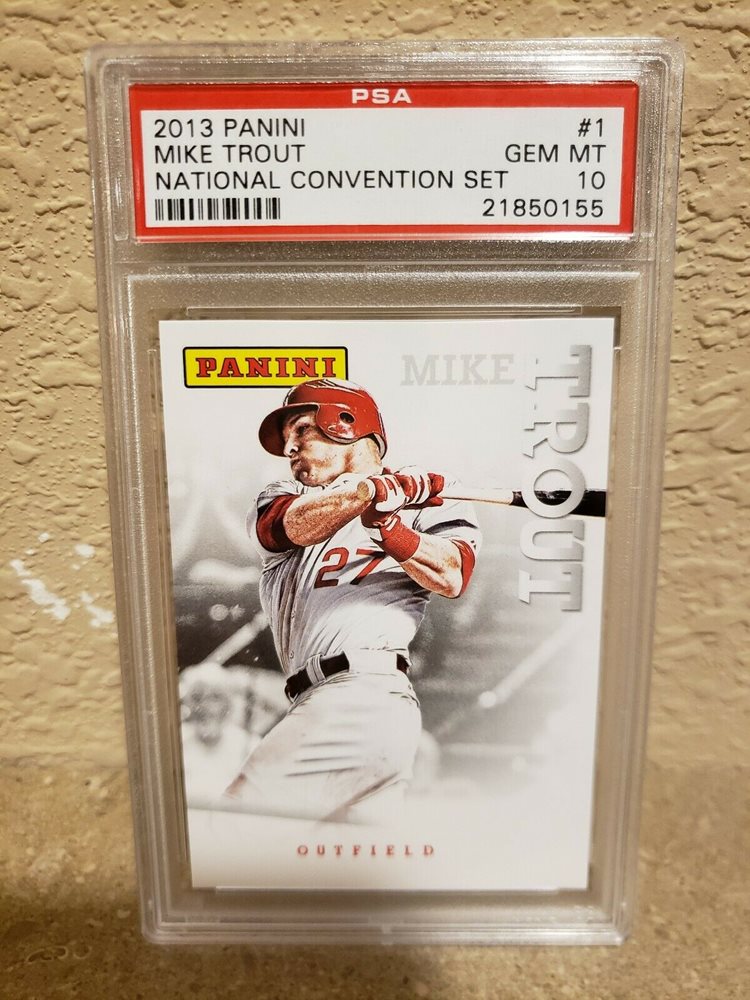 PSA
2013 PANINI #1
MIKE TROUT GEM MT
NATIONAL CONVENTION SET 10
21850155
PANINI
MIKE
TROUT
27
OUTFIELD